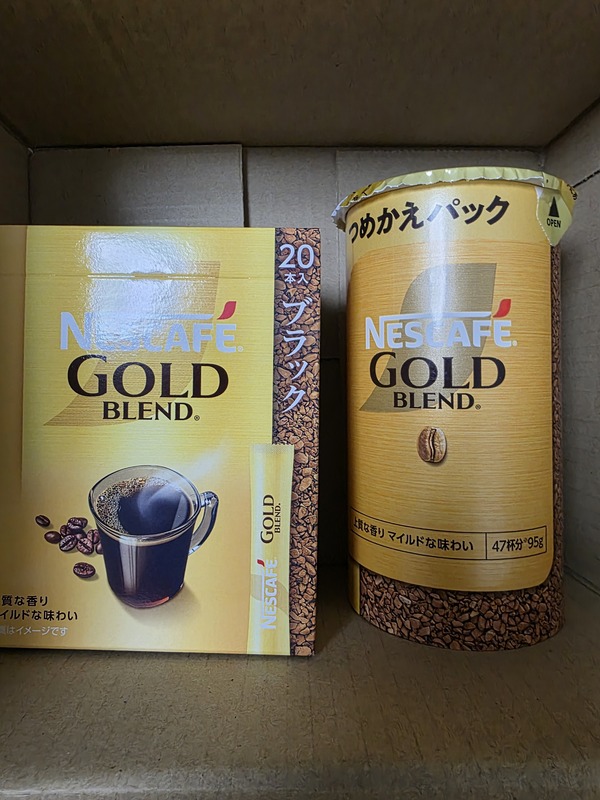 20
本入
ブラック
NESCAFÉ®
GOLD
BLEND®
GOLD
BLEND®
NESCAFÉ
質な香り
イルドな味わい
はイメージです
つめかえパック
OPEN
NESCAFÉ®
GOLD
BLEND®
上質な香り マイルドな味わい
47杯分*95g